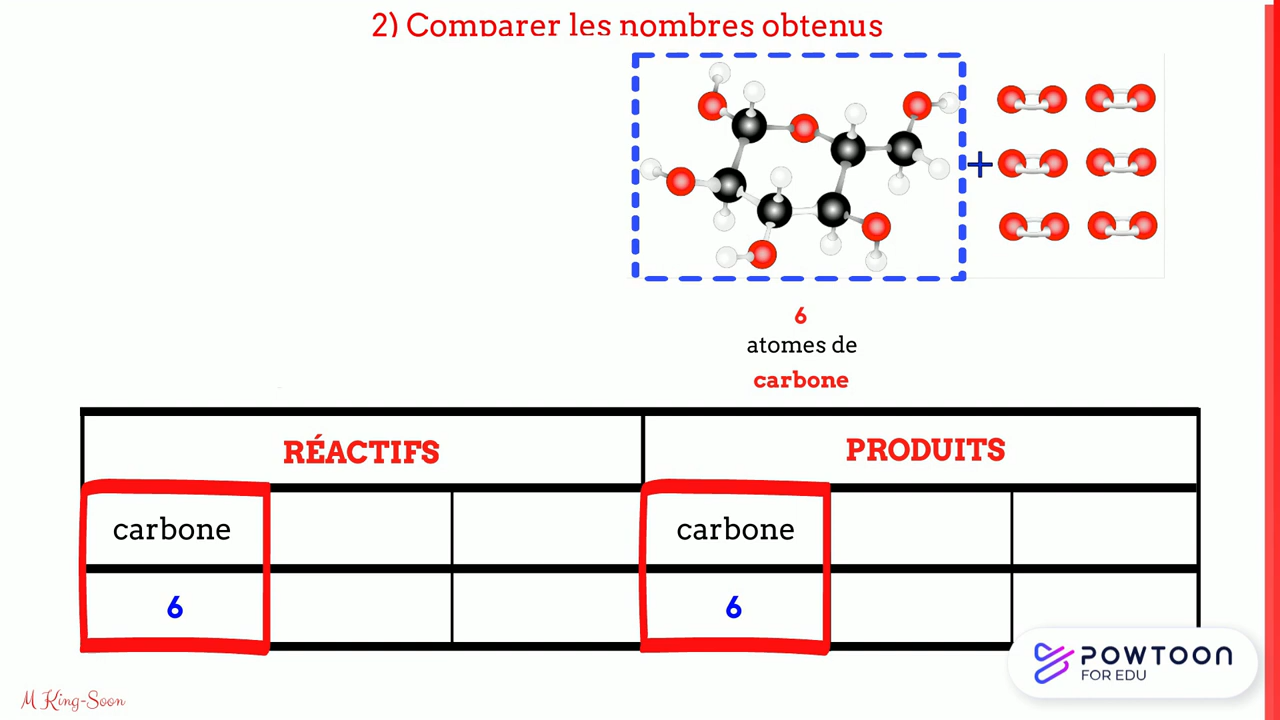 2) Comparer les nombres obtenus
+
6
atomes de
carbone
RÉACTIFS PRODUITS
carbone carbone
6 6
POWTOON
FOR EDU
M King-Soon